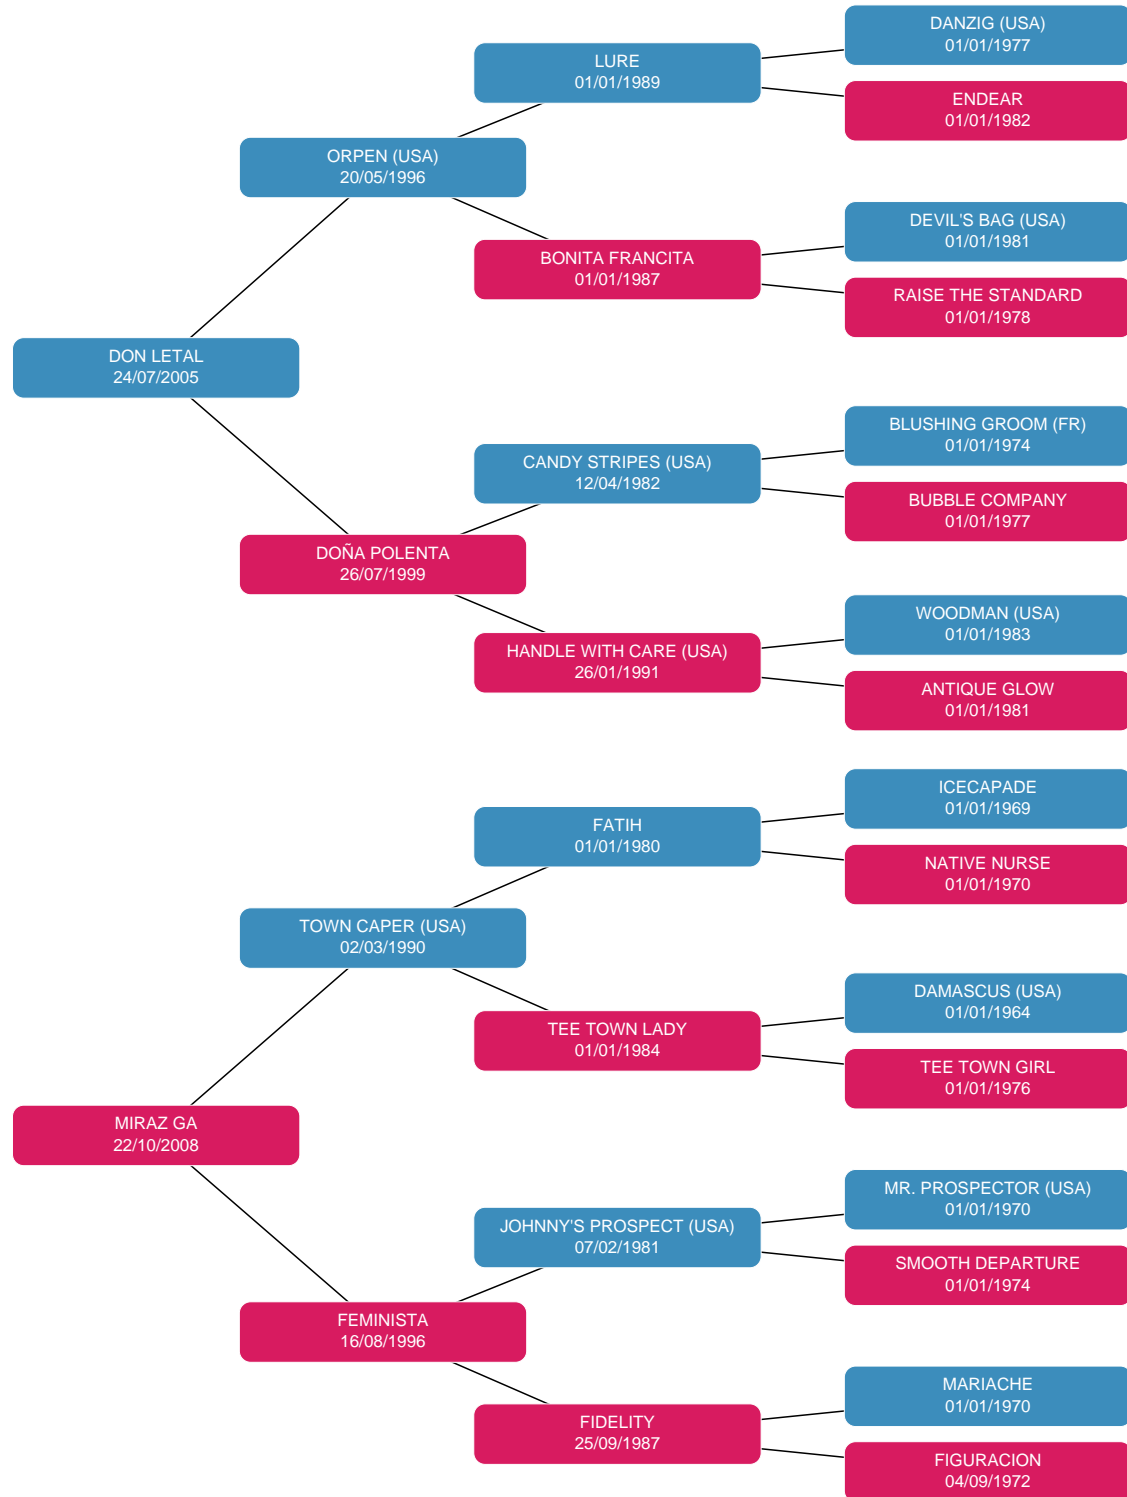 DANZIG (USA)
01/01/1977
LURE
01/01/1989
ENDEAR
01/01/1982
ORPEN (USA)
20/05/1996
DEVIL'S BAG (USA)
01/01/1981
BONITA FRANCITA
01/01/1987
RAISE THE STANDARD
01/01/1978
DON LETAL
24/07/2005
BLUSHING GROOM (FR)
01/01/1974
CANDY STRIPES (USA)
12/04/1982
BUBBLE COMPANY
01/01/1977
DOÑA POLENTA
26/07/1999
WOODMAN (USA)
01/01/1983
HANDLE WITH CARE (USA)
26/01/1991
ANTIQUE GLOW
01/01/1981
ICECAPADE
01/01/1969
FATIH
01/01/1980
NATIVE NURSE
01/01/1970
TOWN CAPER (USA)
02/03/1990
DAMASCUS (USA)
01/01/1964
TEE TOWN LADY
01/01/1984
TEE TOWN GIRL
01/01/1976
MIRAZ GA
22/10/2008
MR. PROSPECTOR (USA)
01/01/1970
JOHNNY'S PROSPECT (USA)
07/02/1981
SMOOTH DEPARTURE
01/01/1974
FEMINISTA
16/08/1996
MARIACHE
01/01/1970
FIDELITY
25/09/1987
FIGURACION
04/09/1972